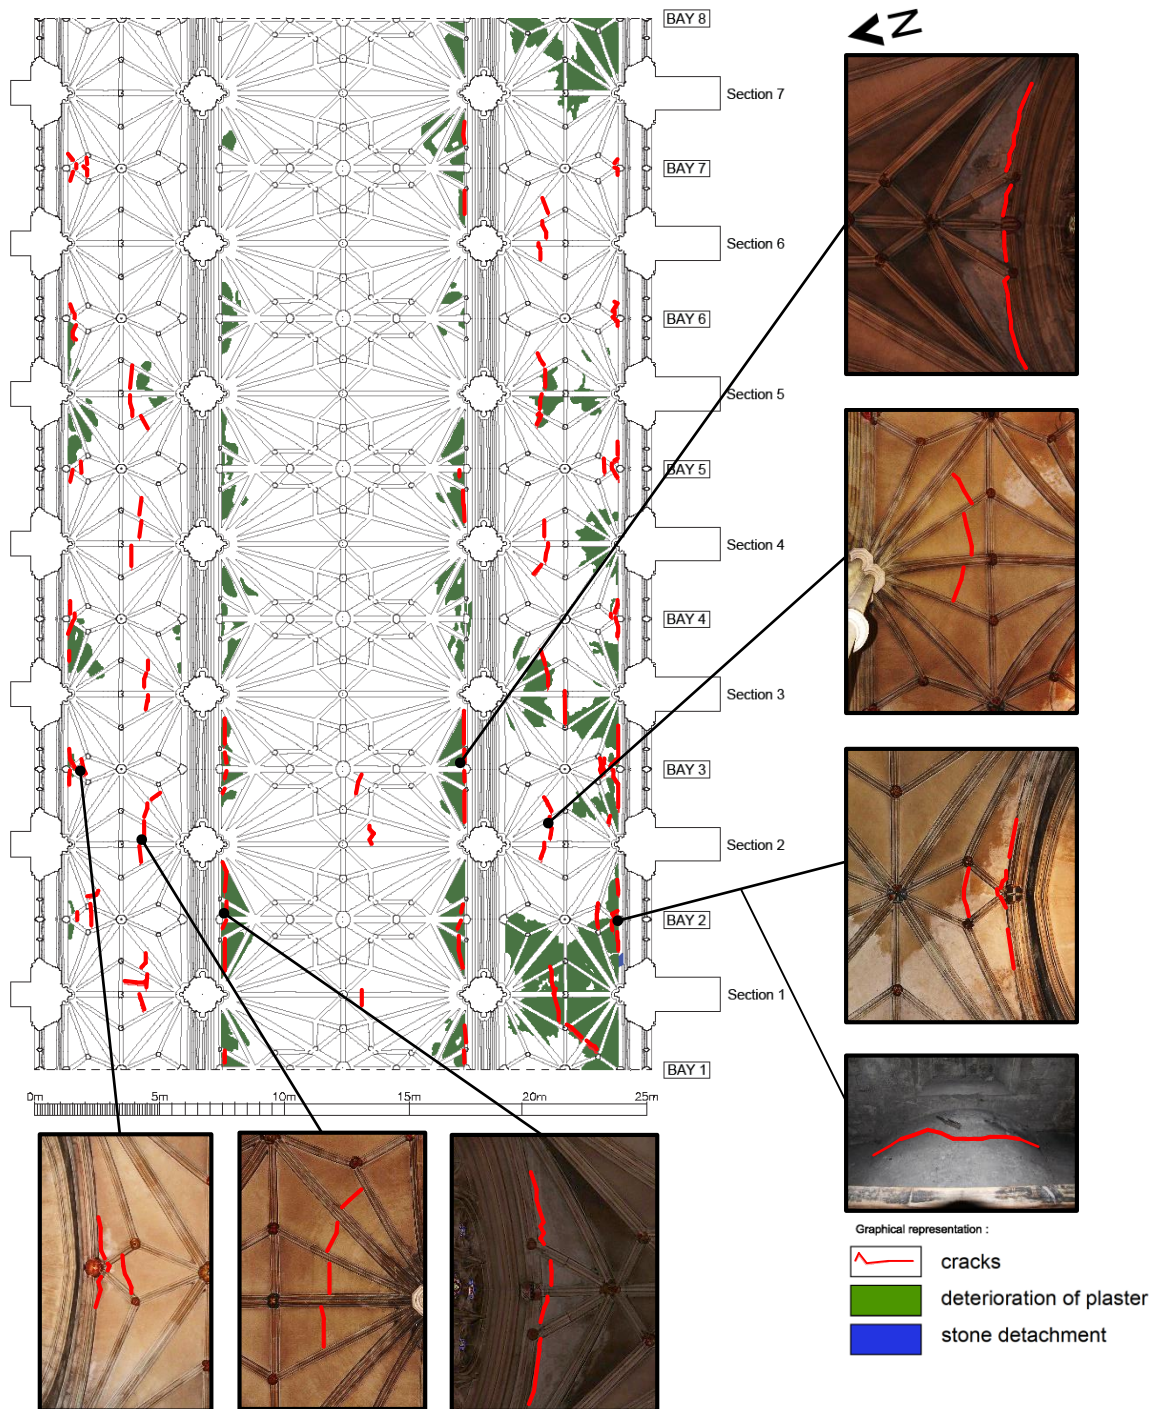 BAY 8
N
Section 7
BAY 7
Section 6
BAY 6
Section 5
BAY 5
Section 4
BAY 4
Section 3
BAY 3
Section 2
BAY 2
Section 1
BAY 1
0m 5m 10m 15m 20m 25m
Graphical representation :
cracks
deterioration of plaster
stone detachment